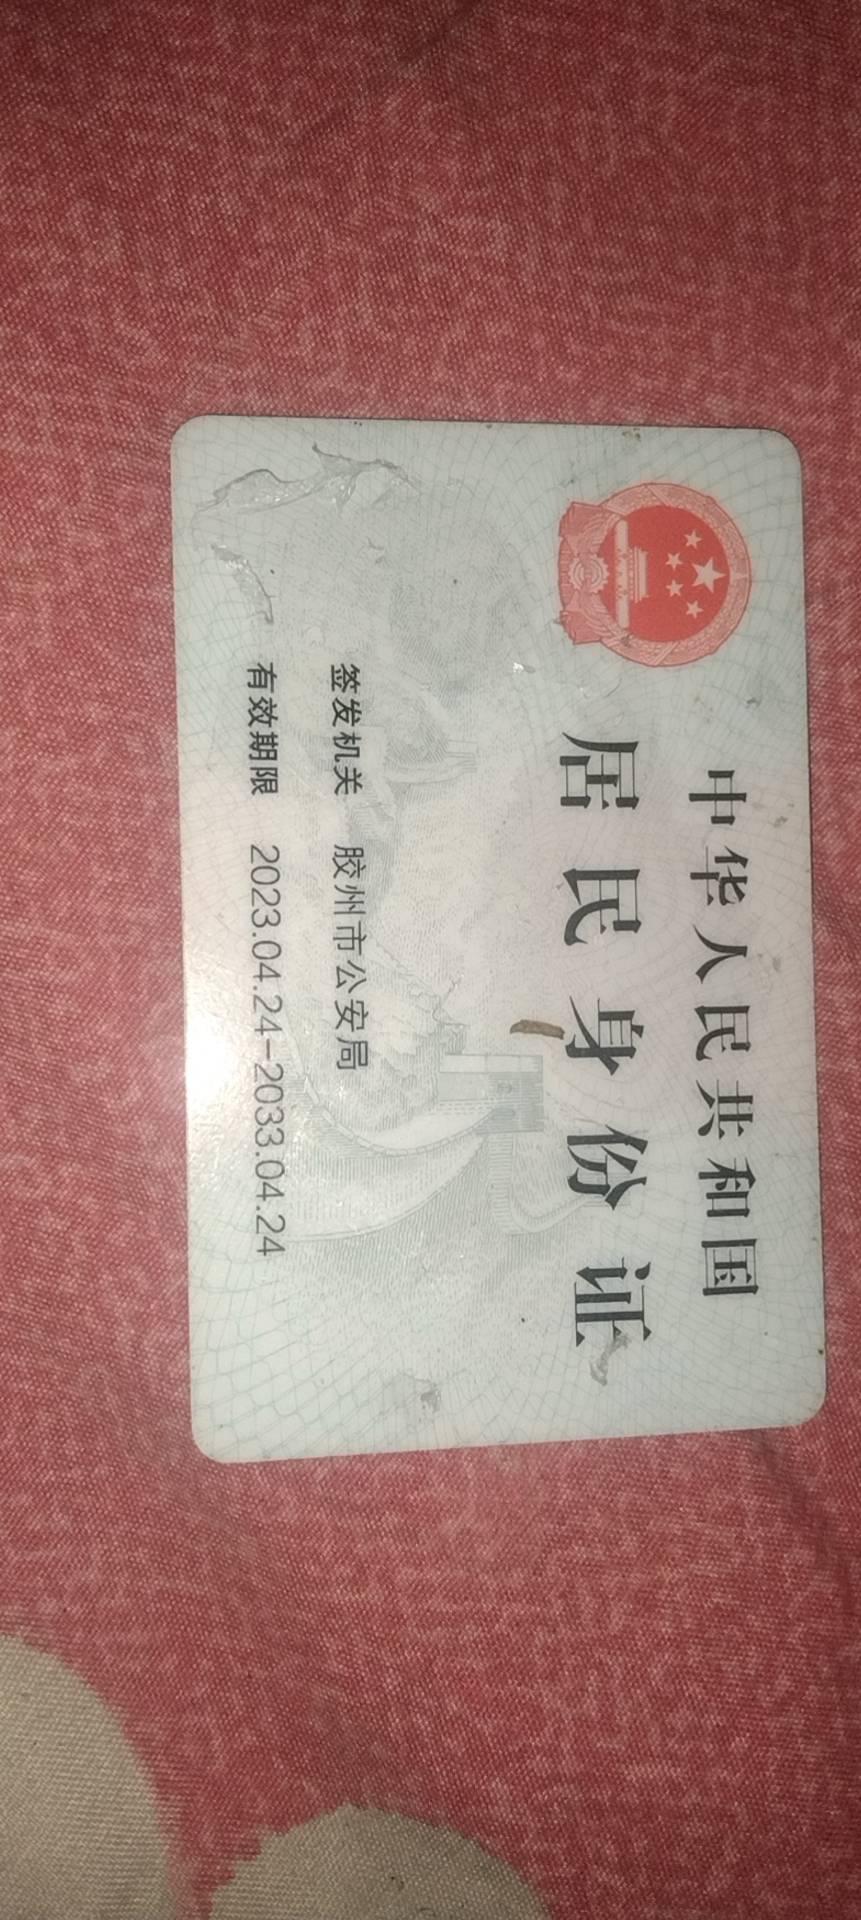 中华人民共和国
居民身份证
签发机关 胶州市公安局
有效期限 2023.04.24-2033.04.24